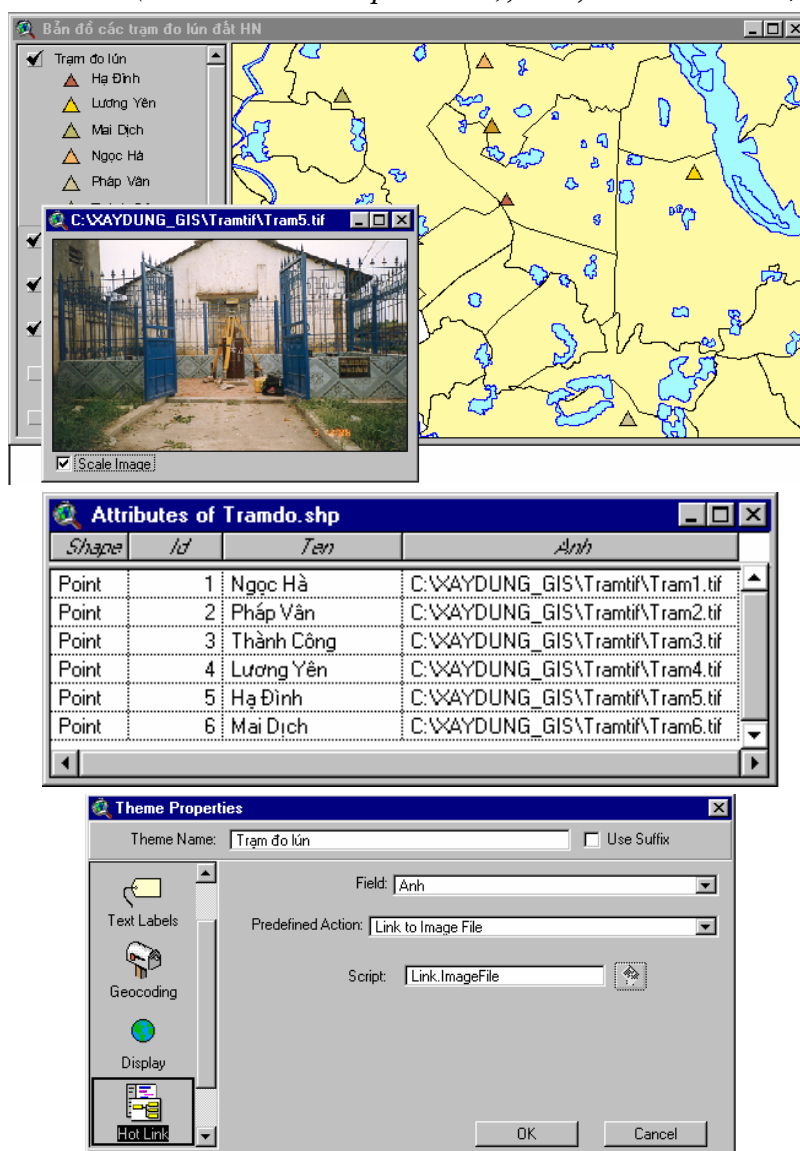 Bản đồ các trạm đo lún đất HN
Trạm đo lún
Hạ Đình
Lương Yên
Mai Dịch
Ngọc Hà
Pháp Vân
C:\XAYDUNG_GIS\Tramtif\Tram5.tif
Scale Image
Attributes of Tramdo.shp
Shape Id Ten Anh
Point 1 Ngọc Hà C:\XAYDUNG_GIS\Tramtif\Tram1.tif
Point 2 Pháp Vân C:\XAYDUNG_GIS\Tramtif\Tram2.tif
Point 3 Thành Công C:\XAYDUNG_GIS\Tramtif\Tram3.tif
Point 4 Lương Yên C:\XAYDUNG_GIS\Tramtif\Tram4.tif
Point 5 Hạ Đình C:\XAYDUNG_GIS\Tramtif\Tram5.tif
Point 6 Mai Dịch C:\XAYDUNG_GIS\Tramtif\Tram6.tif
Theme Properties
Theme Name: Trạm đo lún Use Suffix
Field: Anh
Text Labels
Predefined Action: Link to Image File
Geocoding
Script: Link.ImageFile
Display
Hot Link
OK Cancel